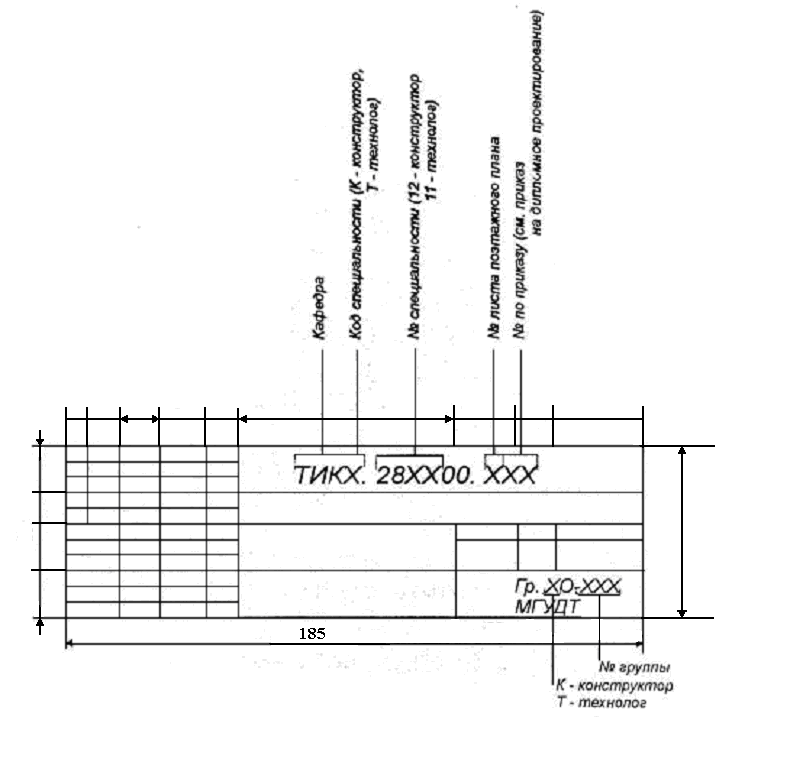 Кафедра
Код специальности (К - конструктор,
Т - технолог)
№ специальности (12 - конструктор
11 - технолог)
№ листа поэтажного плана
№ по приказу (см. приказ
на дипломное проектирование)
ТИКХ. 28ХХ00. ХХХ
Гр. ХО-ХХХ
МГУДТ
185
№ группы
К - конструктор
Т - технолог